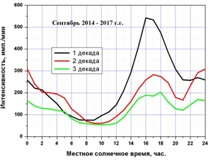 Сентябрь 2014 - 2017 г.г.
Интенсивность, имп./мин
600
500
400
300
200
100
0
1 декада
2 декада
3 декада
0 2 4 6 8 10 12 14 16 18 20 22 24
Местное солнечное время, час.